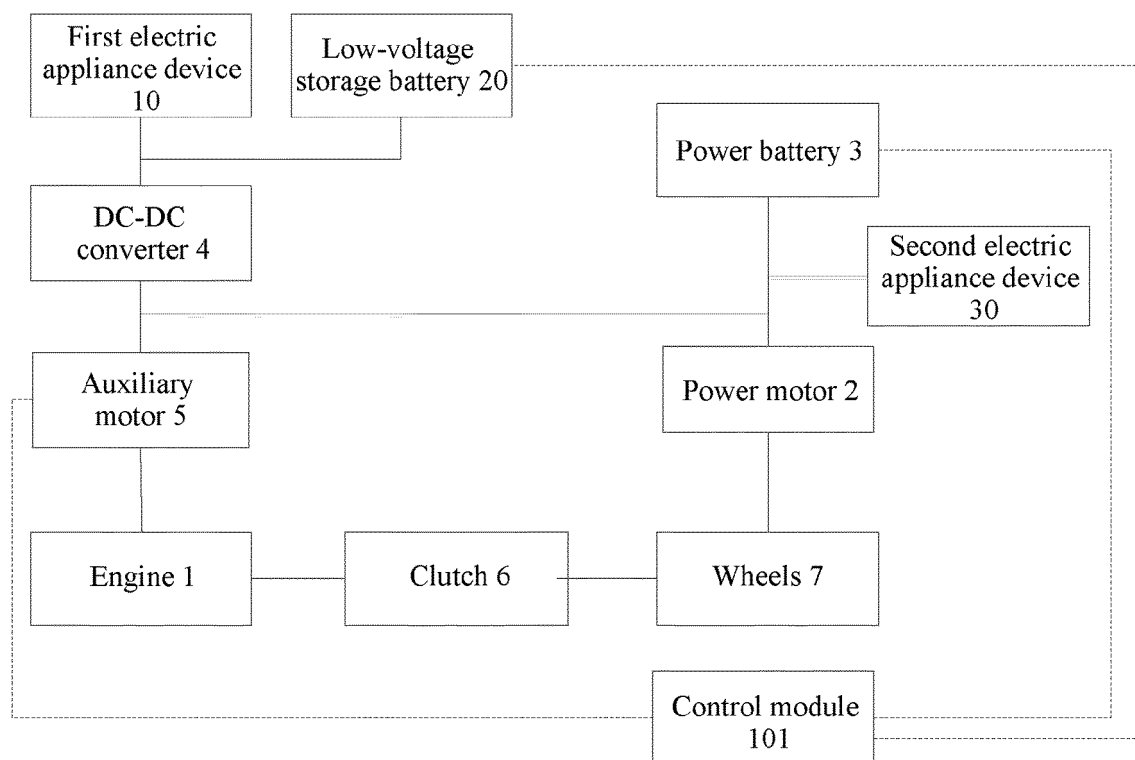 First electric
appliance device
10
Low-voltage
storage battery 20
Power battery 3
DC-DC
converter 4
Second electric
appliance device
30
Auxiliary
motor 5
Power motor 2
Engine 1
Clutch 6
Wheels 7
Control module
101